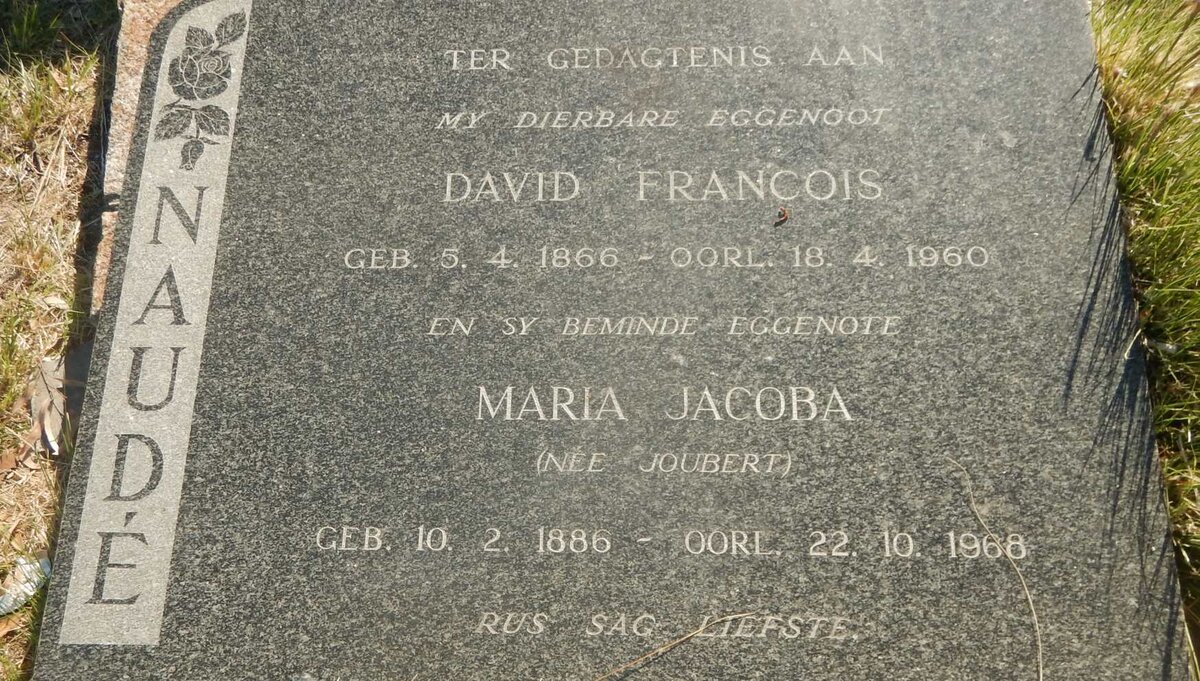 NAUDÉ
TER GEDAGTENIS AAN
MY DIERBARE EGGENOOT
DAVID FRANCOIS
GEB. 5. 4. 1866 - OORL. 18. 4. 1960
EN SY BEMINDE EGGENOTE
MARIA JACOBA
(NÉE JOUBERT)
GEB. 10. 2. 1886 - OORL. 22. 10. 1968
RUS SAG LIEFSTE.